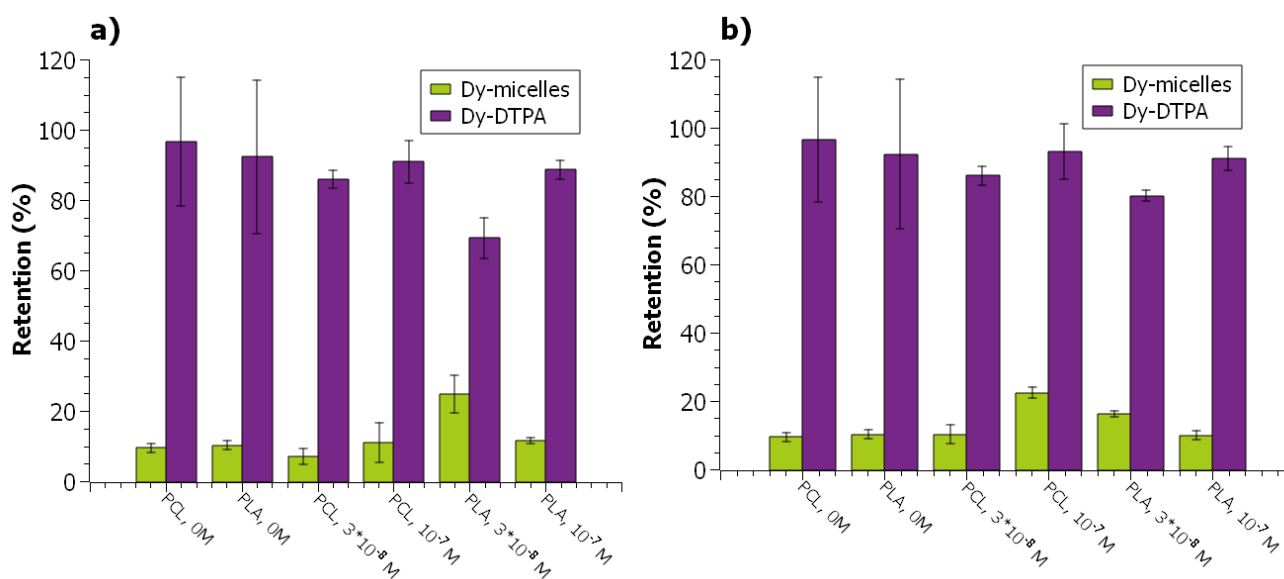 a)
Retention (%)
120
100
80
60
40
20
0
Dy-micelles
Dy-DTPA
PCL, 0M
PLA, 0M
PCL, 3*10⁻⁸ M
PCL, 10⁻⁷ M
PLA, 3*10⁻⁸ M
PLA, 10⁻⁷ M
b)
Retention (%)
120
100
80
60
40
20
0
Dy-micelles
Dy-DTPA
PCL, 0M
PLA, 0M
PCL, 3*10⁻⁸ M
PCL, 10⁻⁷ M
PLA, 3*10⁻⁸ M
PLA, 10⁻⁷ M